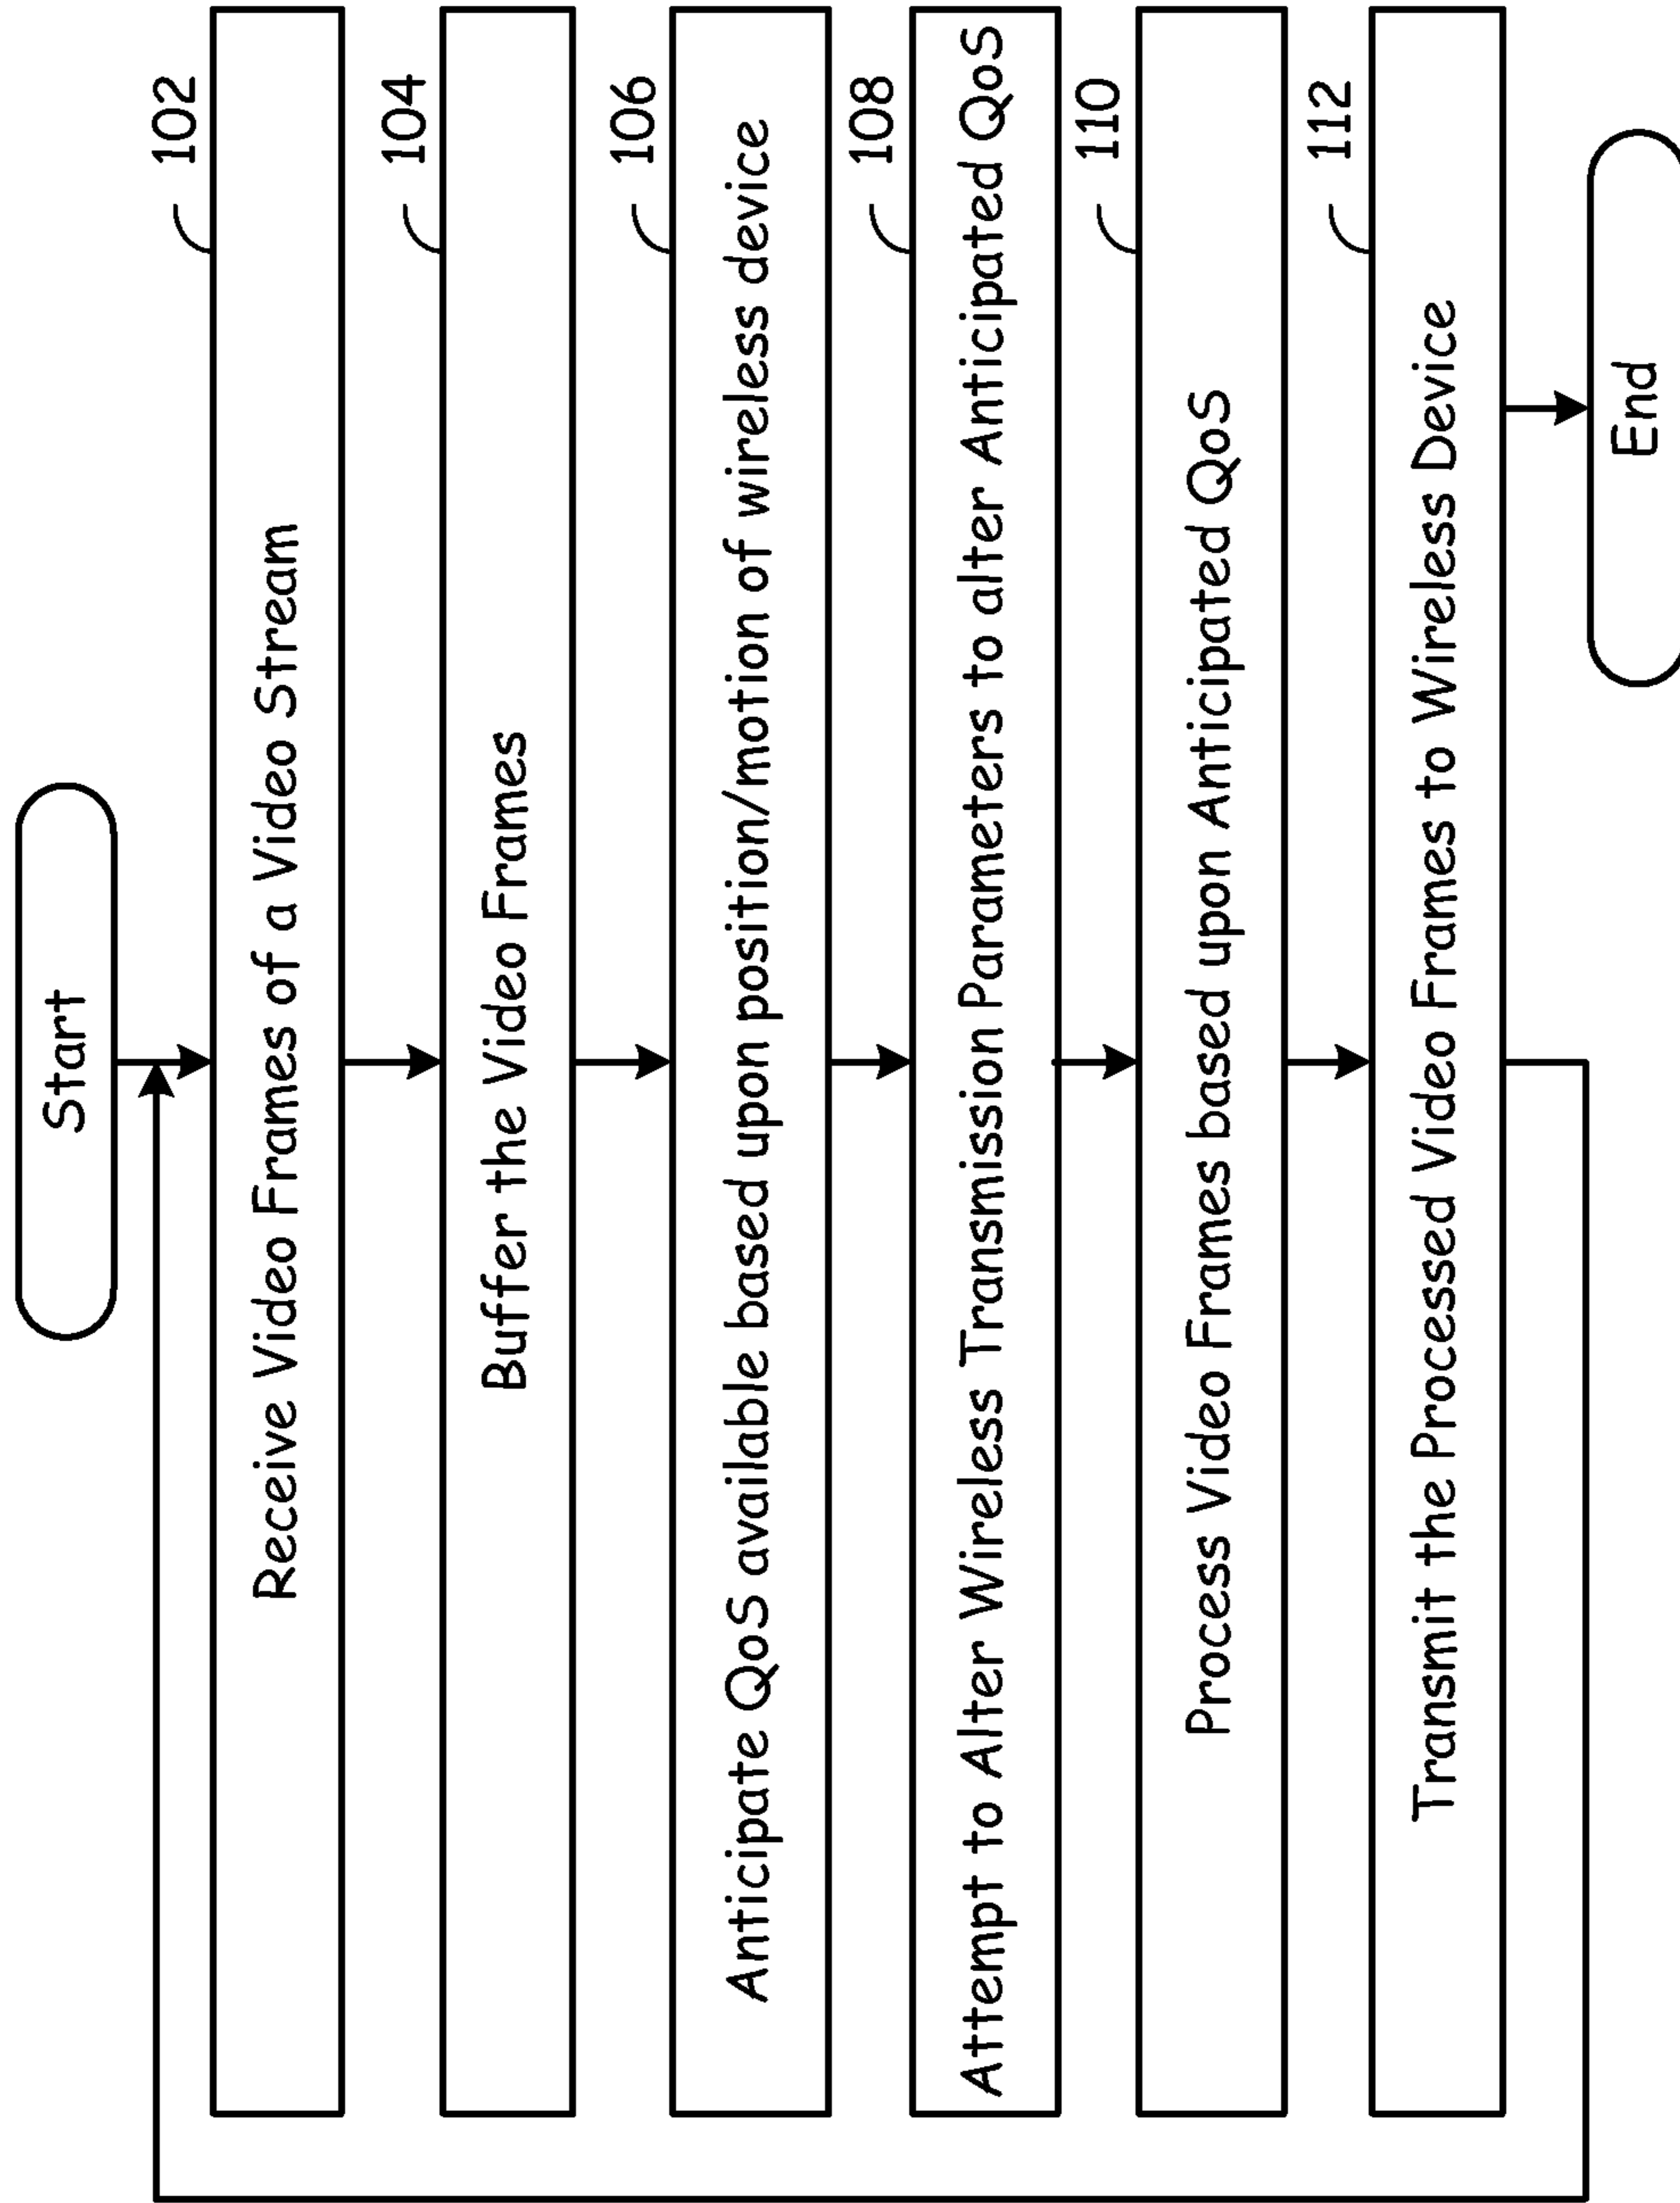 Start
102
Receive Video Frames of a Video Stream
104
Buffer the Video Frames
106
Anticipate QoS available based upon position/motion of wireless device
108
Attempt to Alter Wireless Transmission Parameters to alter Anticipated QoS
110
Process Video Frames based upon Anticipated QoS
112
Transmit the Processed Video Frames to Wireless Device
End